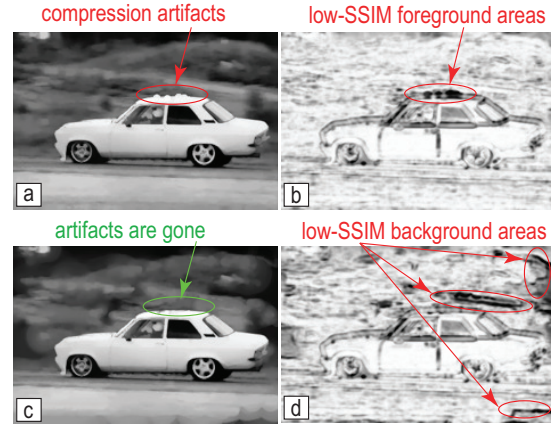 compression artifacts
low-SSIM foreground areas
a
b
artifacts are gone
low-SSIM background areas
c
d